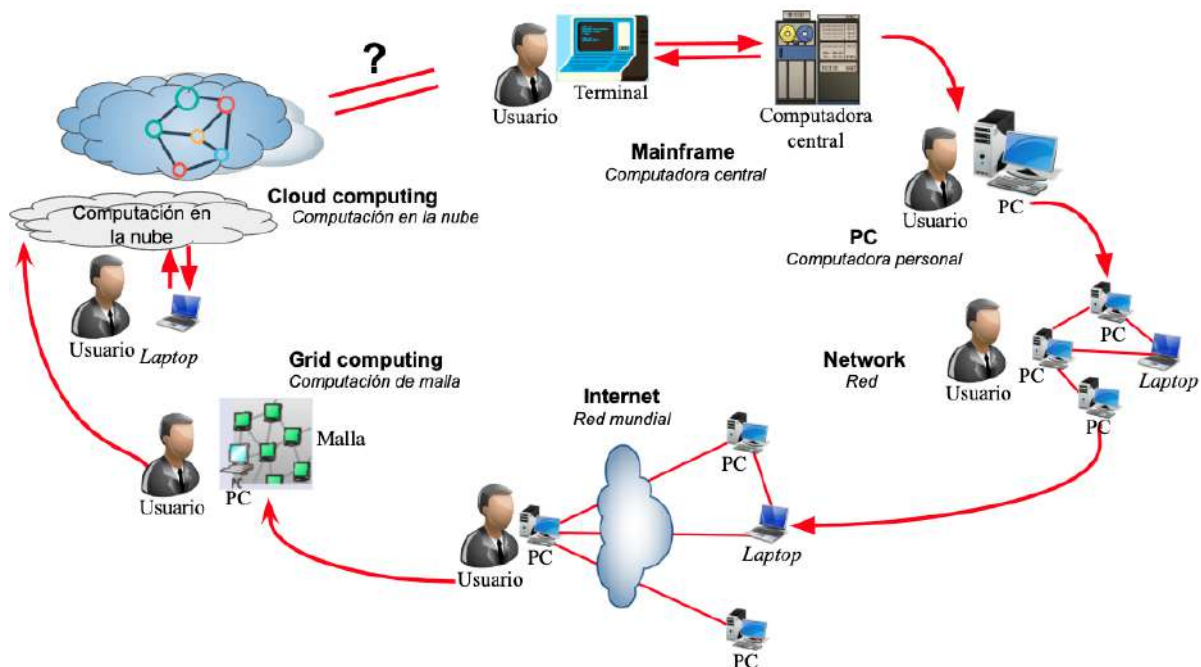 ?
Usuario
Terminal
Computadora
central
Mainframe
Computadora central
Usuario
PC
PC
Computadora personal
PC
PC
Laptop
Usuario
PC
Network
Red
Internet
Red mundial
PC
Laptop
PC
Usuario
PC
Grid computing
Computación de malla
Malla
PC
PC
Usuario
Cloud computing
Computación en la nube
Computación en
la nube
Usuario
Laptop